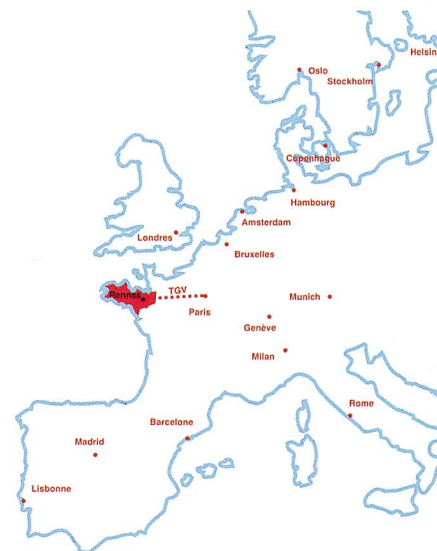 Helsin
Oslo
Stockholm
Copenhague
Hambourg
Amsterdam
Londres
Bruxelles
Rennes
TGV
Paris
Munich
Genève
Milan
Rome
Barcelone
Madrid
Lisbonne